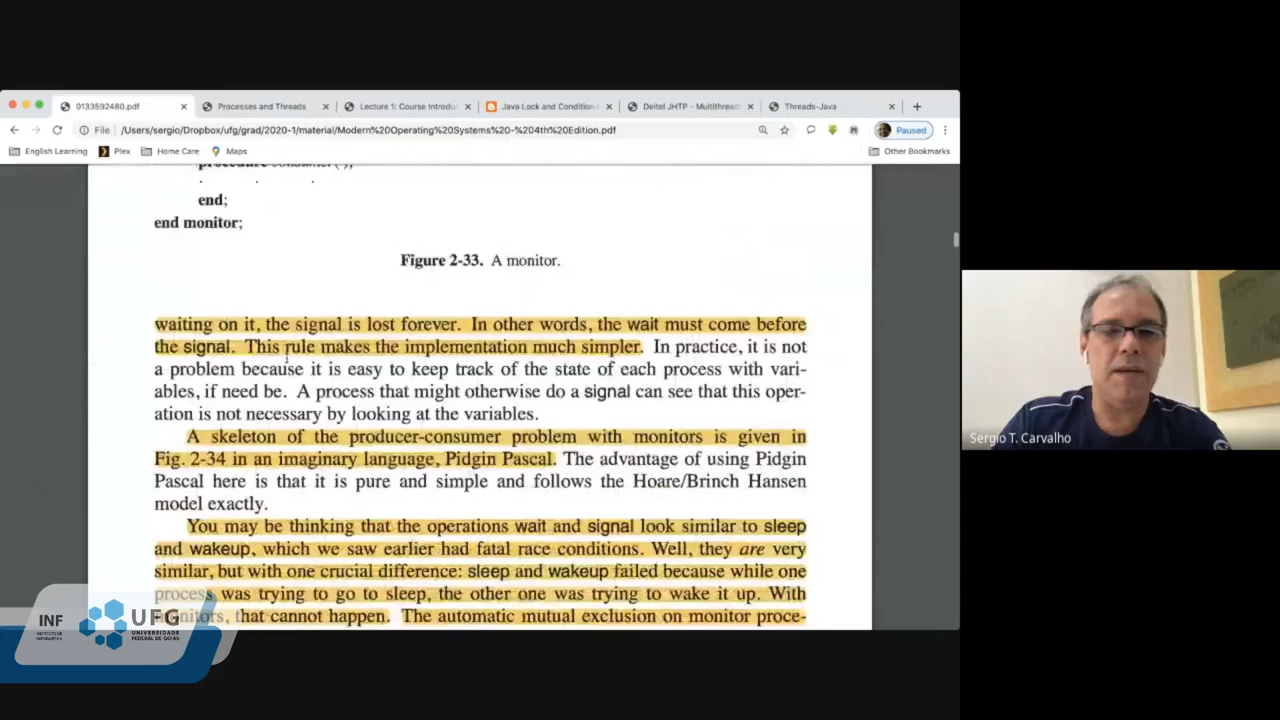 0133592480.pdf
Processes and Threads
Lecture 1: Course Introduc
Java Lock and Condition
Deitel JHTP - Multithread
Threads-Java
File
/Users/sergio/Dropbox/ufg/grad/2020-1/material/Modern%20Operating%20Systems%20-%204th%20Edition.pdf
Paused
English Learning
Plex
Home Care
Maps
Other Bookmarks
procedure consumer( );
. . .
end;
end monitor;
Figure 2-33. A monitor.
waiting on it, the signal is lost forever. In other words, the wait must come before
the signal. This rule makes the implementation much simpler. In practice, it is not
a problem because it is easy to keep track of the state of each process with vari-
ables, if need be. A process that might otherwise do a signal can see that this oper-
ation is not necessary by looking at the variables.
A skeleton of the producer-consumer problem with monitors is given in
Fig. 2-34 in an imaginary language, Pidgin Pascal. The advantage of using Pidgin
Pascal here is that it is pure and simple and follows the Hoare/Brinch Hansen
model exactly.
You may be thinking that the operations wait and signal look similar to sleep
and wakeup, which we saw earlier had fatal race conditions. Well, they are very
similar, but with one crucial difference: sleep and wakeup failed because while one
process was trying to go to sleep, the other one was trying to wake it up. With
monitors, that cannot happen. The automatic mutual exclusion on monitor proce-
Sergio T. Carvalho
INF
INSTITUTO DE
INFORMÁTICA
UFG
UNIVERSIDADE
FEDERAL DE GOIÁS